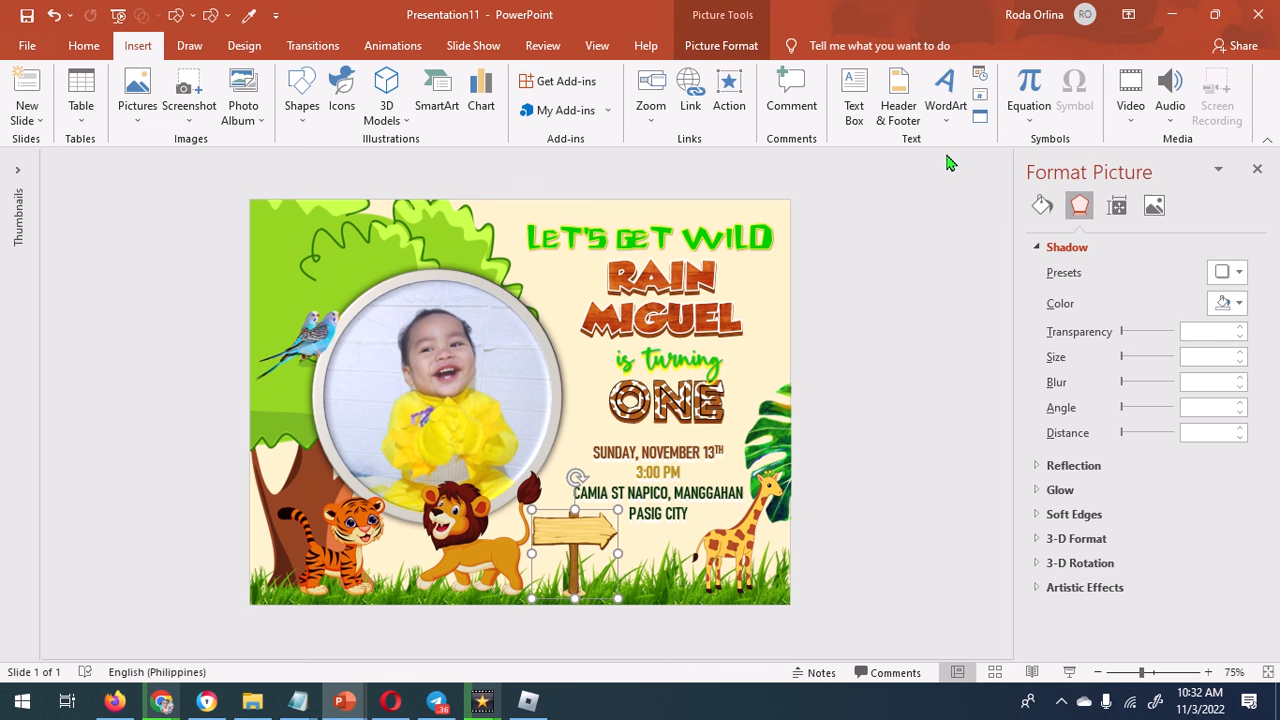 Presentation11 - PowerPoint
Picture Tools
Roda Orlina
RO
File
Home
Insert
Draw
Design
Transitions
Animations
Slide Show
Review
View
Help
Picture Format
Tell me what you want to do
Share
New Slide
Table
Pictures
Screenshot
Photo Album
Shapes
Icons
3D Models
SmartArt
Chart
Get Add-ins
My Add-ins
Zoom
Link
Action
Comment
Text Box
Header & Footer
WordArt
Equation
Symbol
Video
Audio
Screen Recording
Slides
Tables
Images
Illustrations
Add-ins
Links
Comments
Text
Symbols
Media
Thumbnails
LET'S GET WILD
RAIN
MIGUEL
is turning
ONE
SUNDAY, NOVEMBER 13TH
3:00 PM
CAMIA ST NAPICO, MANGGAHAN
PASIG CITY
Format Picture
Shadow
Presets
Color
Transparency
Size
Blur
Angle
Distance
Reflection
Glow
Soft Edges
3-D Format
3-D Rotation
Artistic Effects
Slide 1 of 1
English (Philippines)
Notes
Comments
75%
36
10:32 AM
11/3/2022